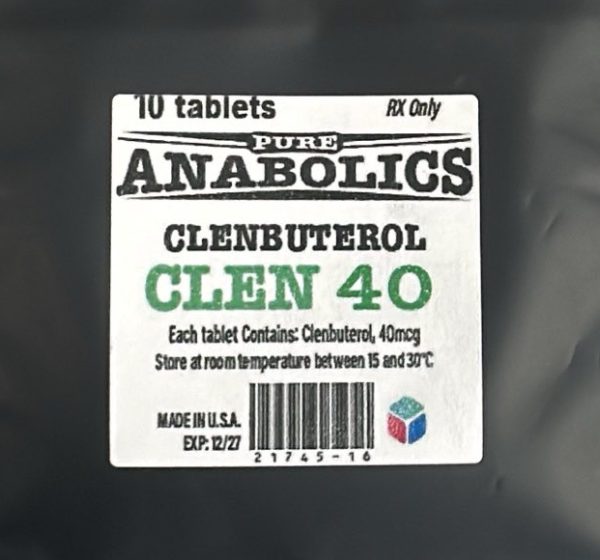 10 tablets RX Only
PURE
ANABOLICS
CLENBUTEROL
CLEN 40
Each tablet Contains: Clenbuterol, 40mcg
Store at room temperature between 15 and 30°C
MADE IN U.S.A.
EXP: 12/27
21745-16